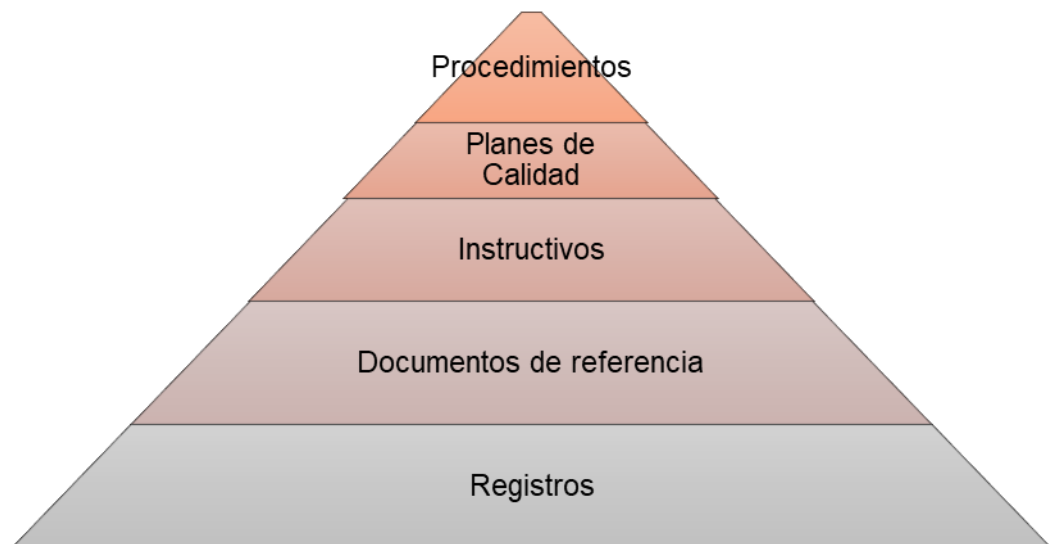 Procedimientos
Planes de
Calidad
Instructivos
Documentos de referencia
Registros